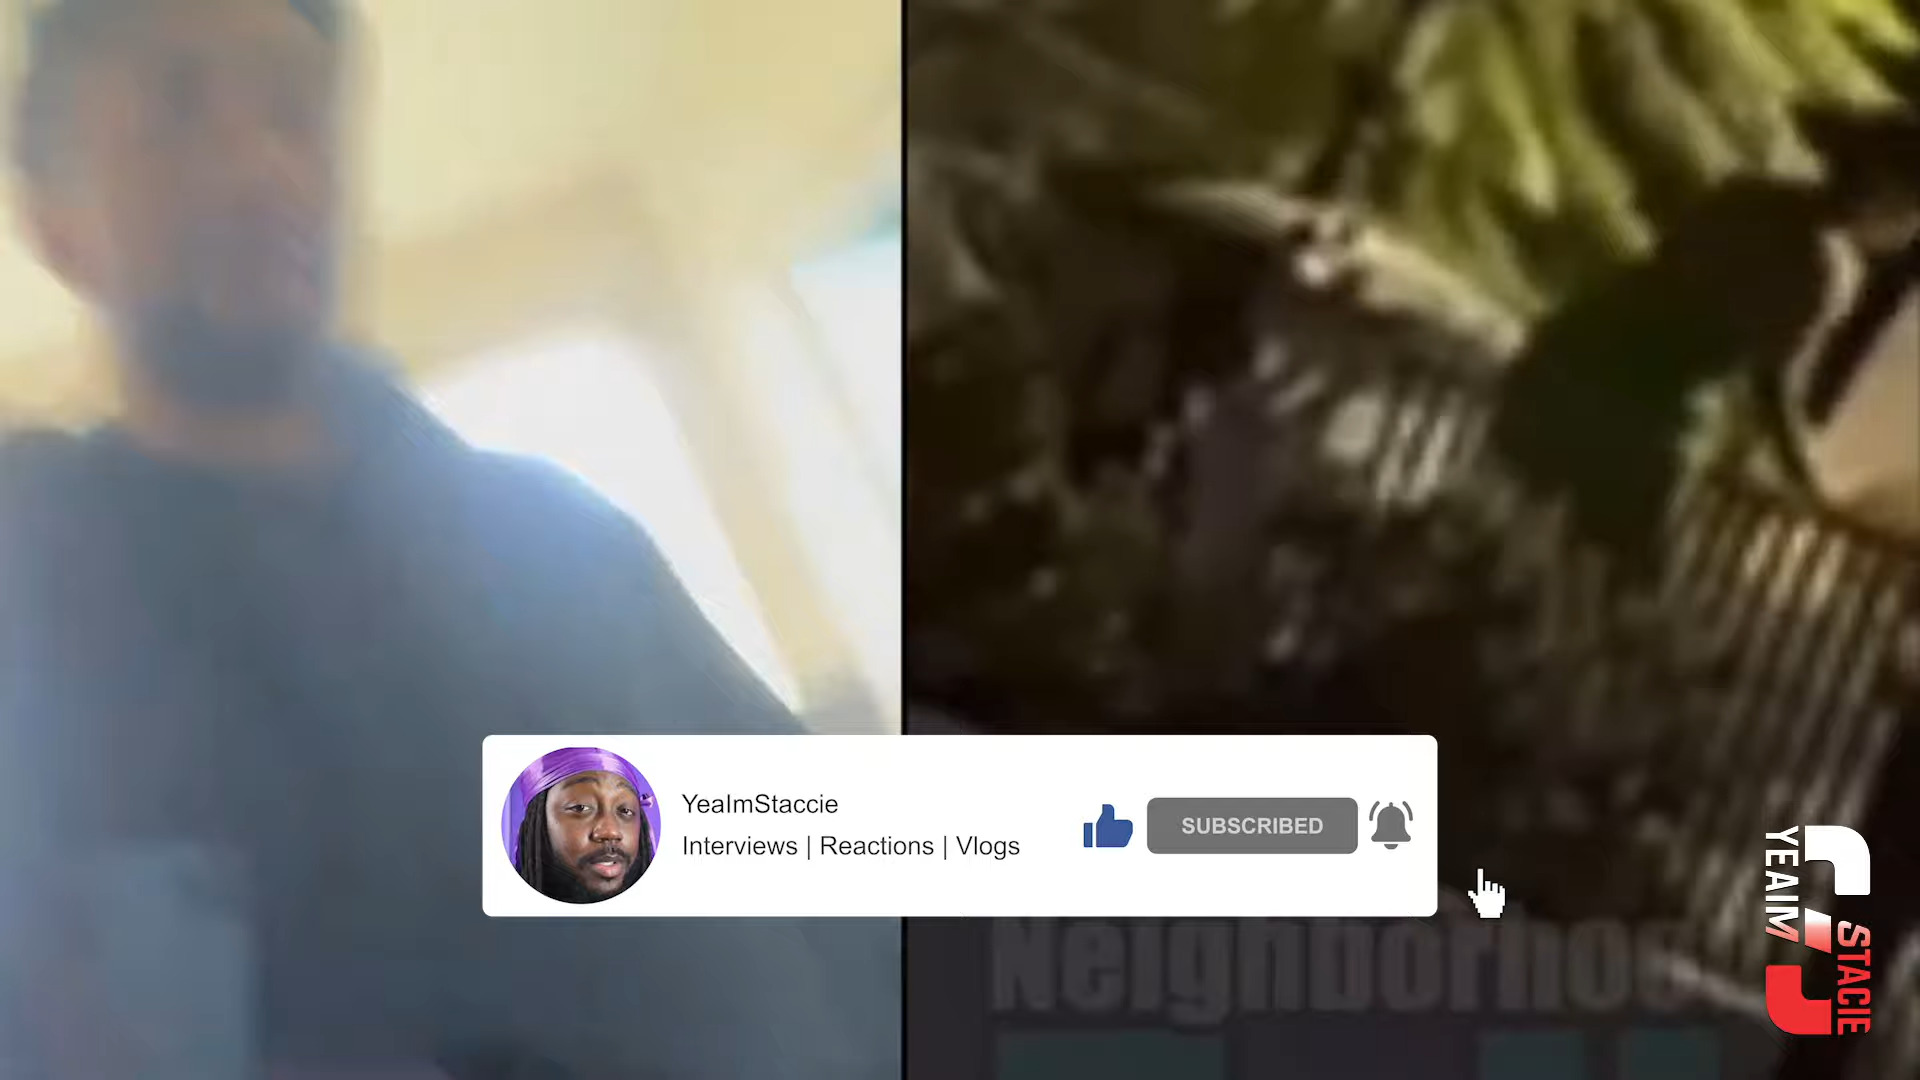 YeaImStaccie
Interviews | Reactions | Vlogs
SUBSCRIBED
YEAIM
STACIE